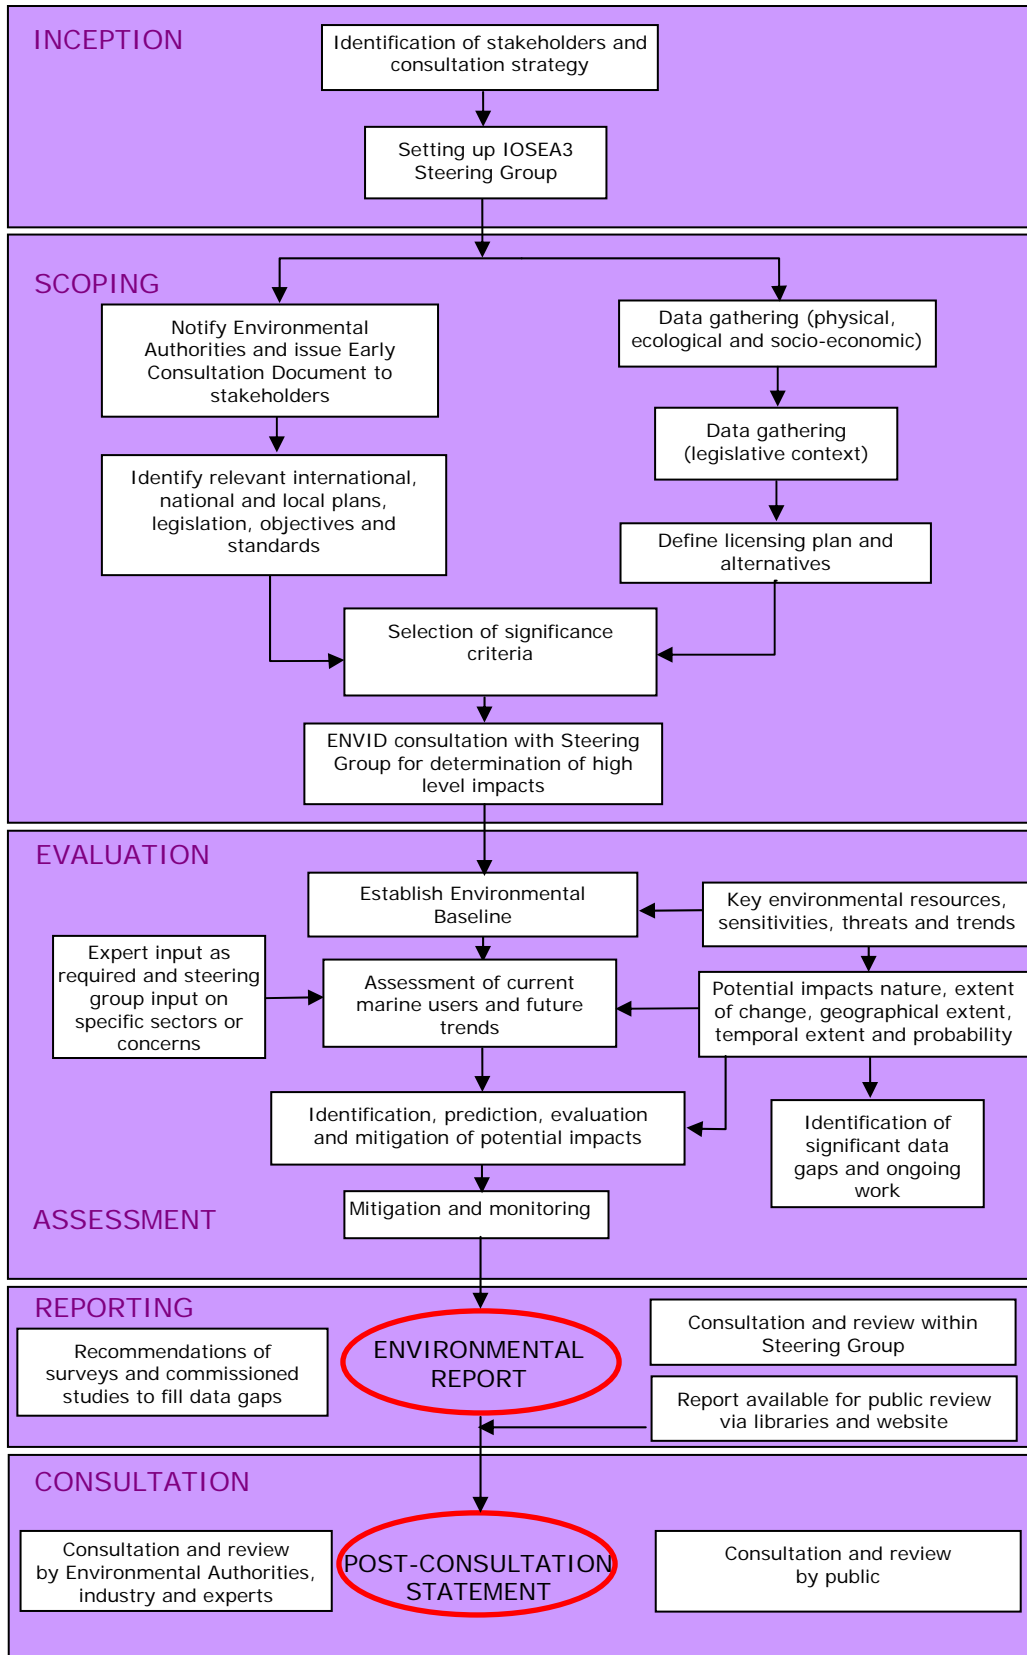 INCEPTION
Identification of stakeholders and
consultation strategy
Setting up IOSEA3
Steering Group
SCOPING
Notify Environmental
Authorities and issue Early
Consultation Document to
stakeholders
Data gathering (physical,
ecological and socio-economic)
Data gathering
(legislative context)
Identify relevant international,
national and local plans,
legislation, objectives and
standards
Define licensing plan and
alternatives
Selection of significance
criteria
ENVID consultation with Steering
Group for determination of high
level impacts
EVALUATION
Establish Environmental
Baseline
Key environmental resources,
sensitivities, threats and trends
Expert input as
required and steering
group input on
specific sectors or
concerns
Assessment of current
marine users and future
trends
Potential impacts nature, extent
of change, geographical extent,
temporal extent and probability
Identification, prediction, evaluation
and mitigation of potential impacts
Identification of
significant data
gaps and ongoing
work
Mitigation and monitoring
ASSESSMENT
REPORTING
Recommendations of
surveys and commissioned
studies to fill data gaps
ENVIRONMENTAL
REPORT
Consultation and review within
Steering Group
Report available for public review
via libraries and website
CONSULTATION
Consultation and review
by Environmental Authorities,
industry and experts
POST-CONSULTATION
STATEMENT
Consultation and review
by public